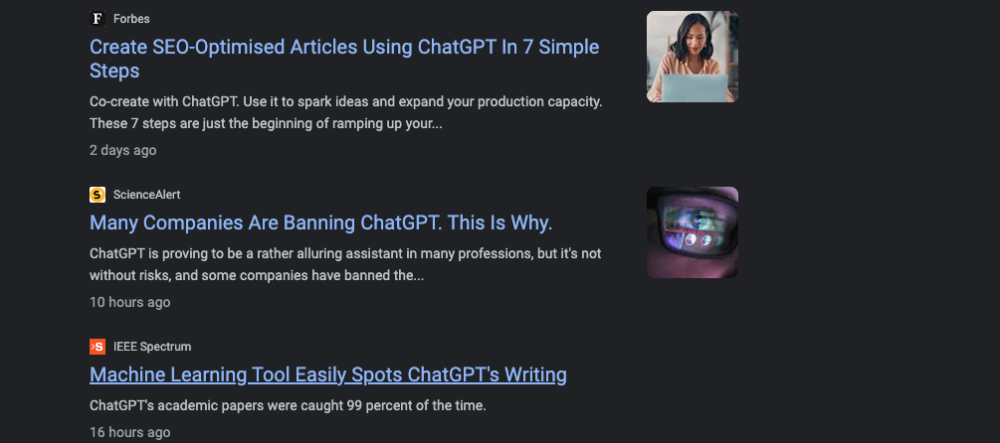 Forbes
Create SEO-Optimised Articles Using ChatGPT In 7 Simple
Steps
Co-create with ChatGPT. Use it to spark ideas and expand your production capacity.
These 7 steps are just the beginning of ramping up your...
2 days ago
ScienceAlert
Many Companies Are Banning ChatGPT. This Is Why.
ChatGPT is proving to be a rather alluring assistant in many professions, but it's not
without risks, and some companies have banned the...
10 hours ago
IEEE Spectrum
Machine Learning Tool Easily Spots ChatGPT's Writing
ChatGPT's academic papers were caught 99 percent of the time.
16 hours ago